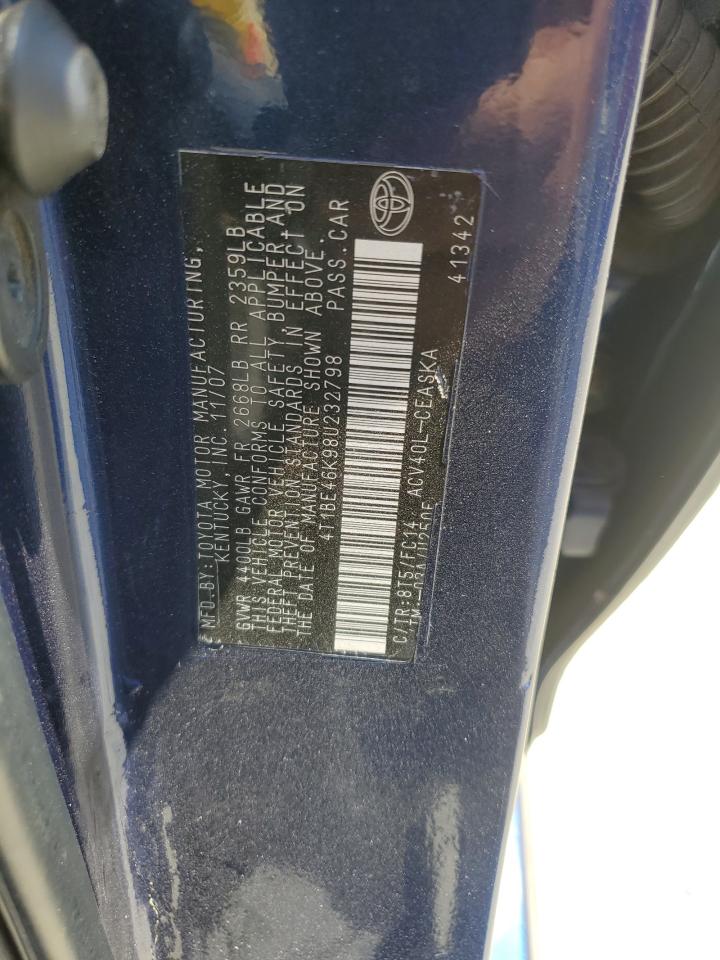 MFD.BY:TOYOTA MOTOR MANUFACTURING,
KENTUCKY, INC. 11/07
GVWR 4400LB GAWR FR 2668LB RR 2359LB
THIS VEHICLE CONFORMS TO ALL APPLICABLE
FEDERAL MOTOR VEHICLE SAFETY, BUMPER AND
THEFT PREVENTION STANDARDS IN EFFECT ON
THE DATE OF MANUFACTURE SHOWN ABOVE.
4T1BE46K98U232798 PASS.CAR
C/TR:8T5/FC14 ACV40L-CEASKA
41342